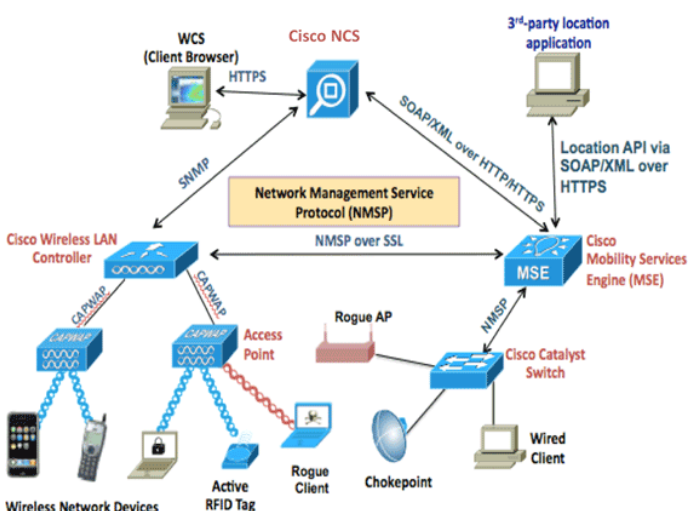 Cisco NCS
3rd-party location
application
WCS
(Client Browser)
HTTPS
SOAP/XML over HTTP/HTTPS
Location API via
SOAP/XML over
HTTPS
SNMP
Network Management Service
Protocol (NMSP)
Cisco Wireless LAN
Controller
NMSP over SSL
Cisco
Mobility Services
Engine (MSE)
MSE
CAPWAP
CAPWAP
NMSP
Rogue AP
CAPWAP
CAPWAP
Access
Point
Cisco Catalyst
Switch
Wired
Client
Rogue
Client
Chokepoint
Active
RFID Tag
Wireless Network Devices